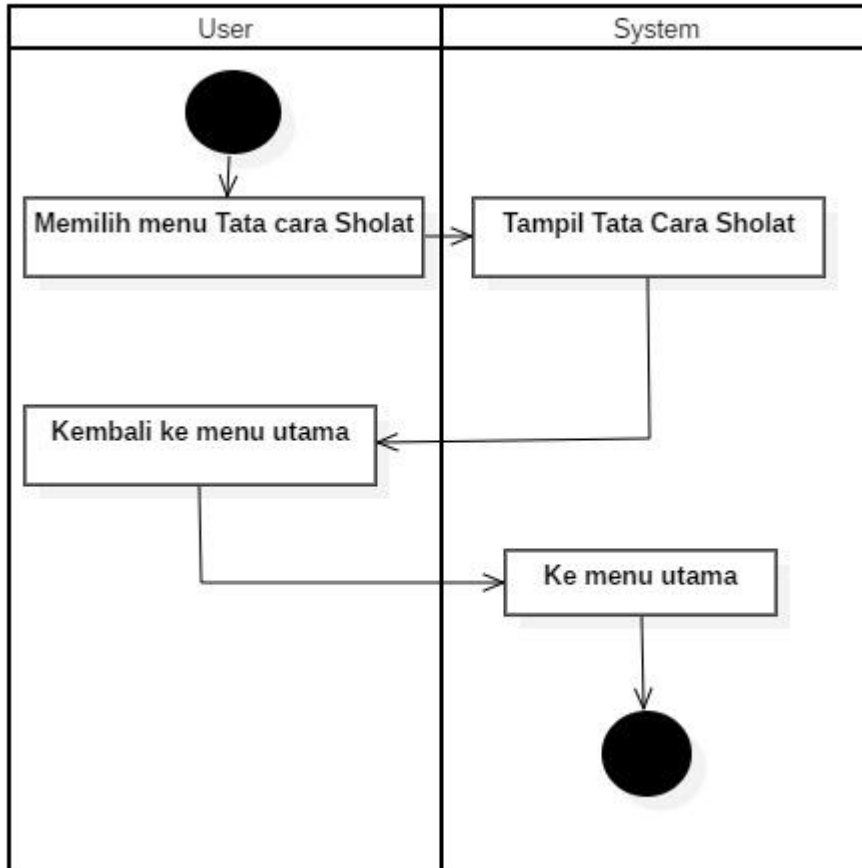 User
System
Memilih menu Tata cara Sholat
Tampil Tata Cara Sholat
Kembali ke menu utama
Ke menu utama